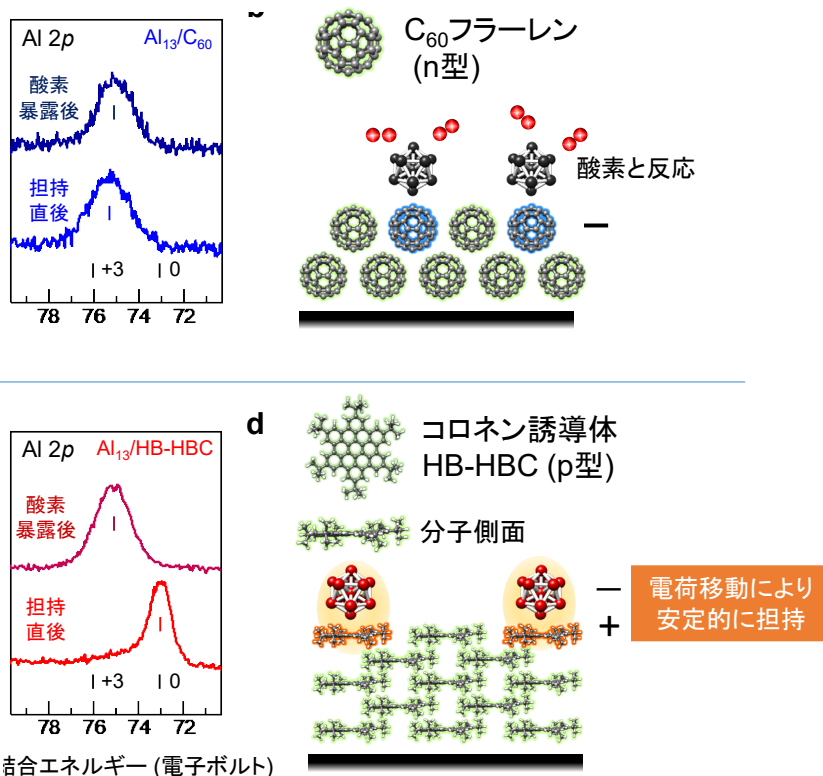 b
Al 2p
Al₁₃/C₆₀
酸素
暴露後
担持
直後
+3
0
78 76 74 72
C₆₀フラーレン
(n型)
酸素と反応
−
Al 2p
Al₁₃/HB-HBC
酸素
暴露後
担持
直後
+3
0
78 76 74 72
結合エネルギー (電子ボルト)
d
コロネン誘導体
HB-HBC (p型)
分子側面
−
+
電荷移動により
安定的に担持